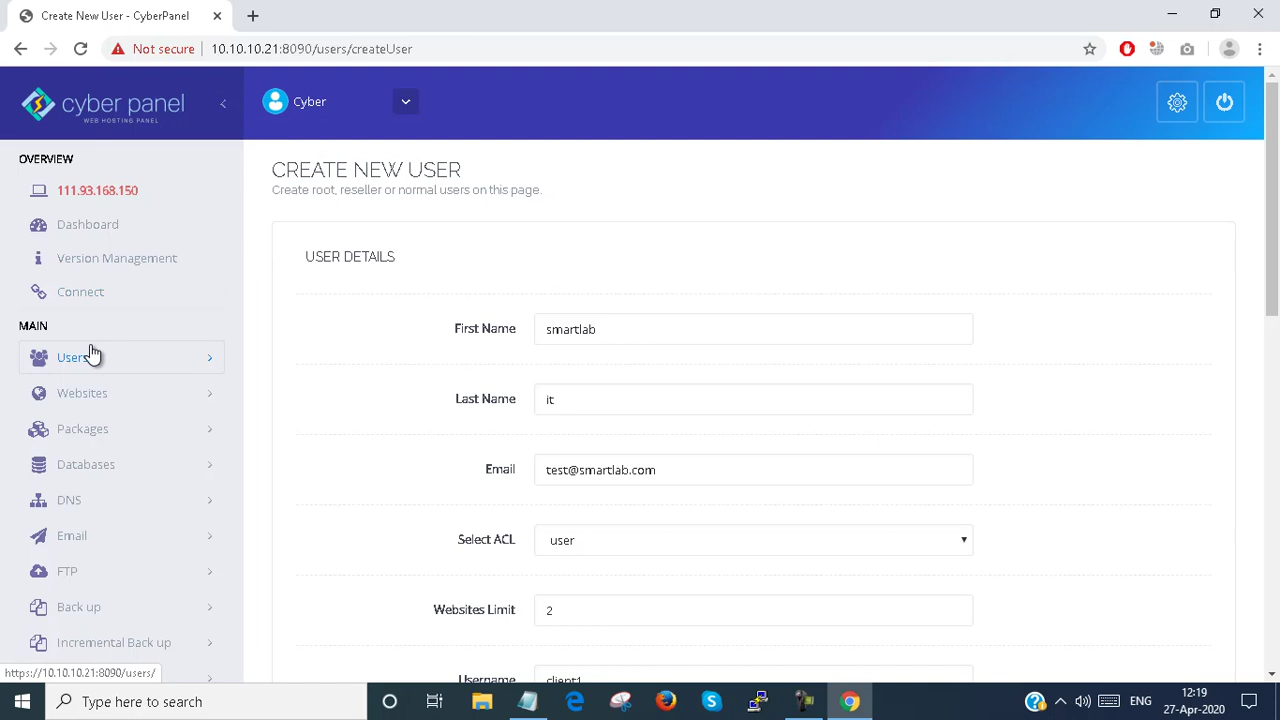 Create New User - CyberPanel
Not secure
10.10.10.21:8090/users/createUser
cyber panel
WEB HOSTING PANEL
Cyber
OVERVIEW
111.93.168.150
Dashboard
Version Management
Connect
MAIN
Users
Websites
Packages
Databases
DNS
Email
FTP
Back up
Incremental Back up
https://10.10.10.21:8090/users/
CREATE NEW USER
Create root, reseller or normal users on this page.
USER DETAILS
First Name smartlab
Last Name it
Email test@smartlab.com
Select ACL user
Websites Limit 2
Username client1
Type here to search
ENG
12:19
27-Apr-2020